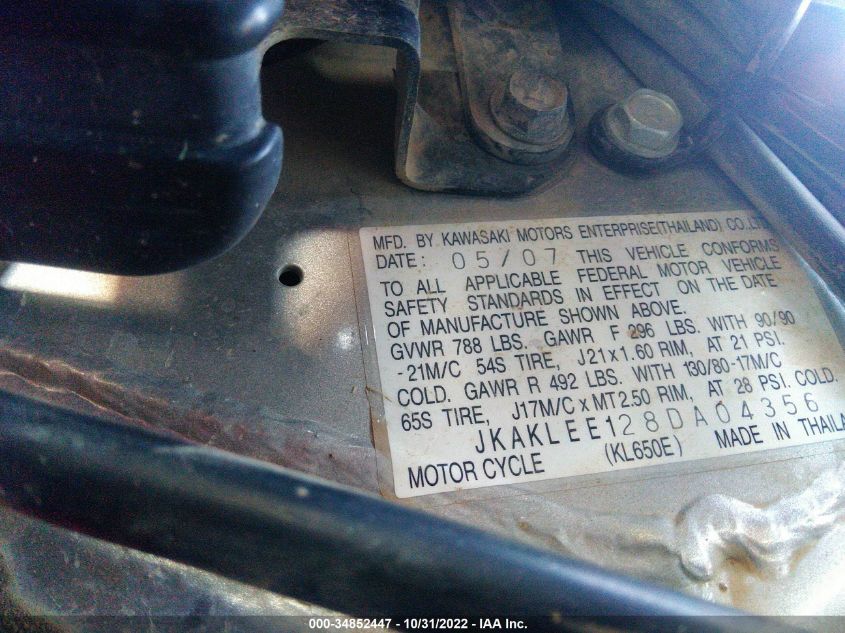 MFD. BY KAWASAKI MOTORS ENTERPRISE(THAILAND) CO.,LT
DATE: 05/07 THIS VEHICLE CONFORMS
TO ALL APPLICABLE FEDERAL MOTOR VEHICLE
SAFETY STANDARDS IN EFFECT ON THE DATE
OF MANUFACTURE SHOWN ABOVE.
GVWR 788 LBS. GAWR F 296 LBS. WITH 90/90
-21M/C 54S TIRE, J21x1.60 RIM, AT 21 PSI.
COLD. GAWR R 492 LBS. WITH 130/80-17M/C
65S TIRE, J17M/CxMT2.50 RIM, AT 28 PSI. COLD.
JKAKLEE128DA04356
MOTOR CYCLE (KL650E) MADE IN THAILA
000-34852447 - 10/31/2022 - IAA Inc.